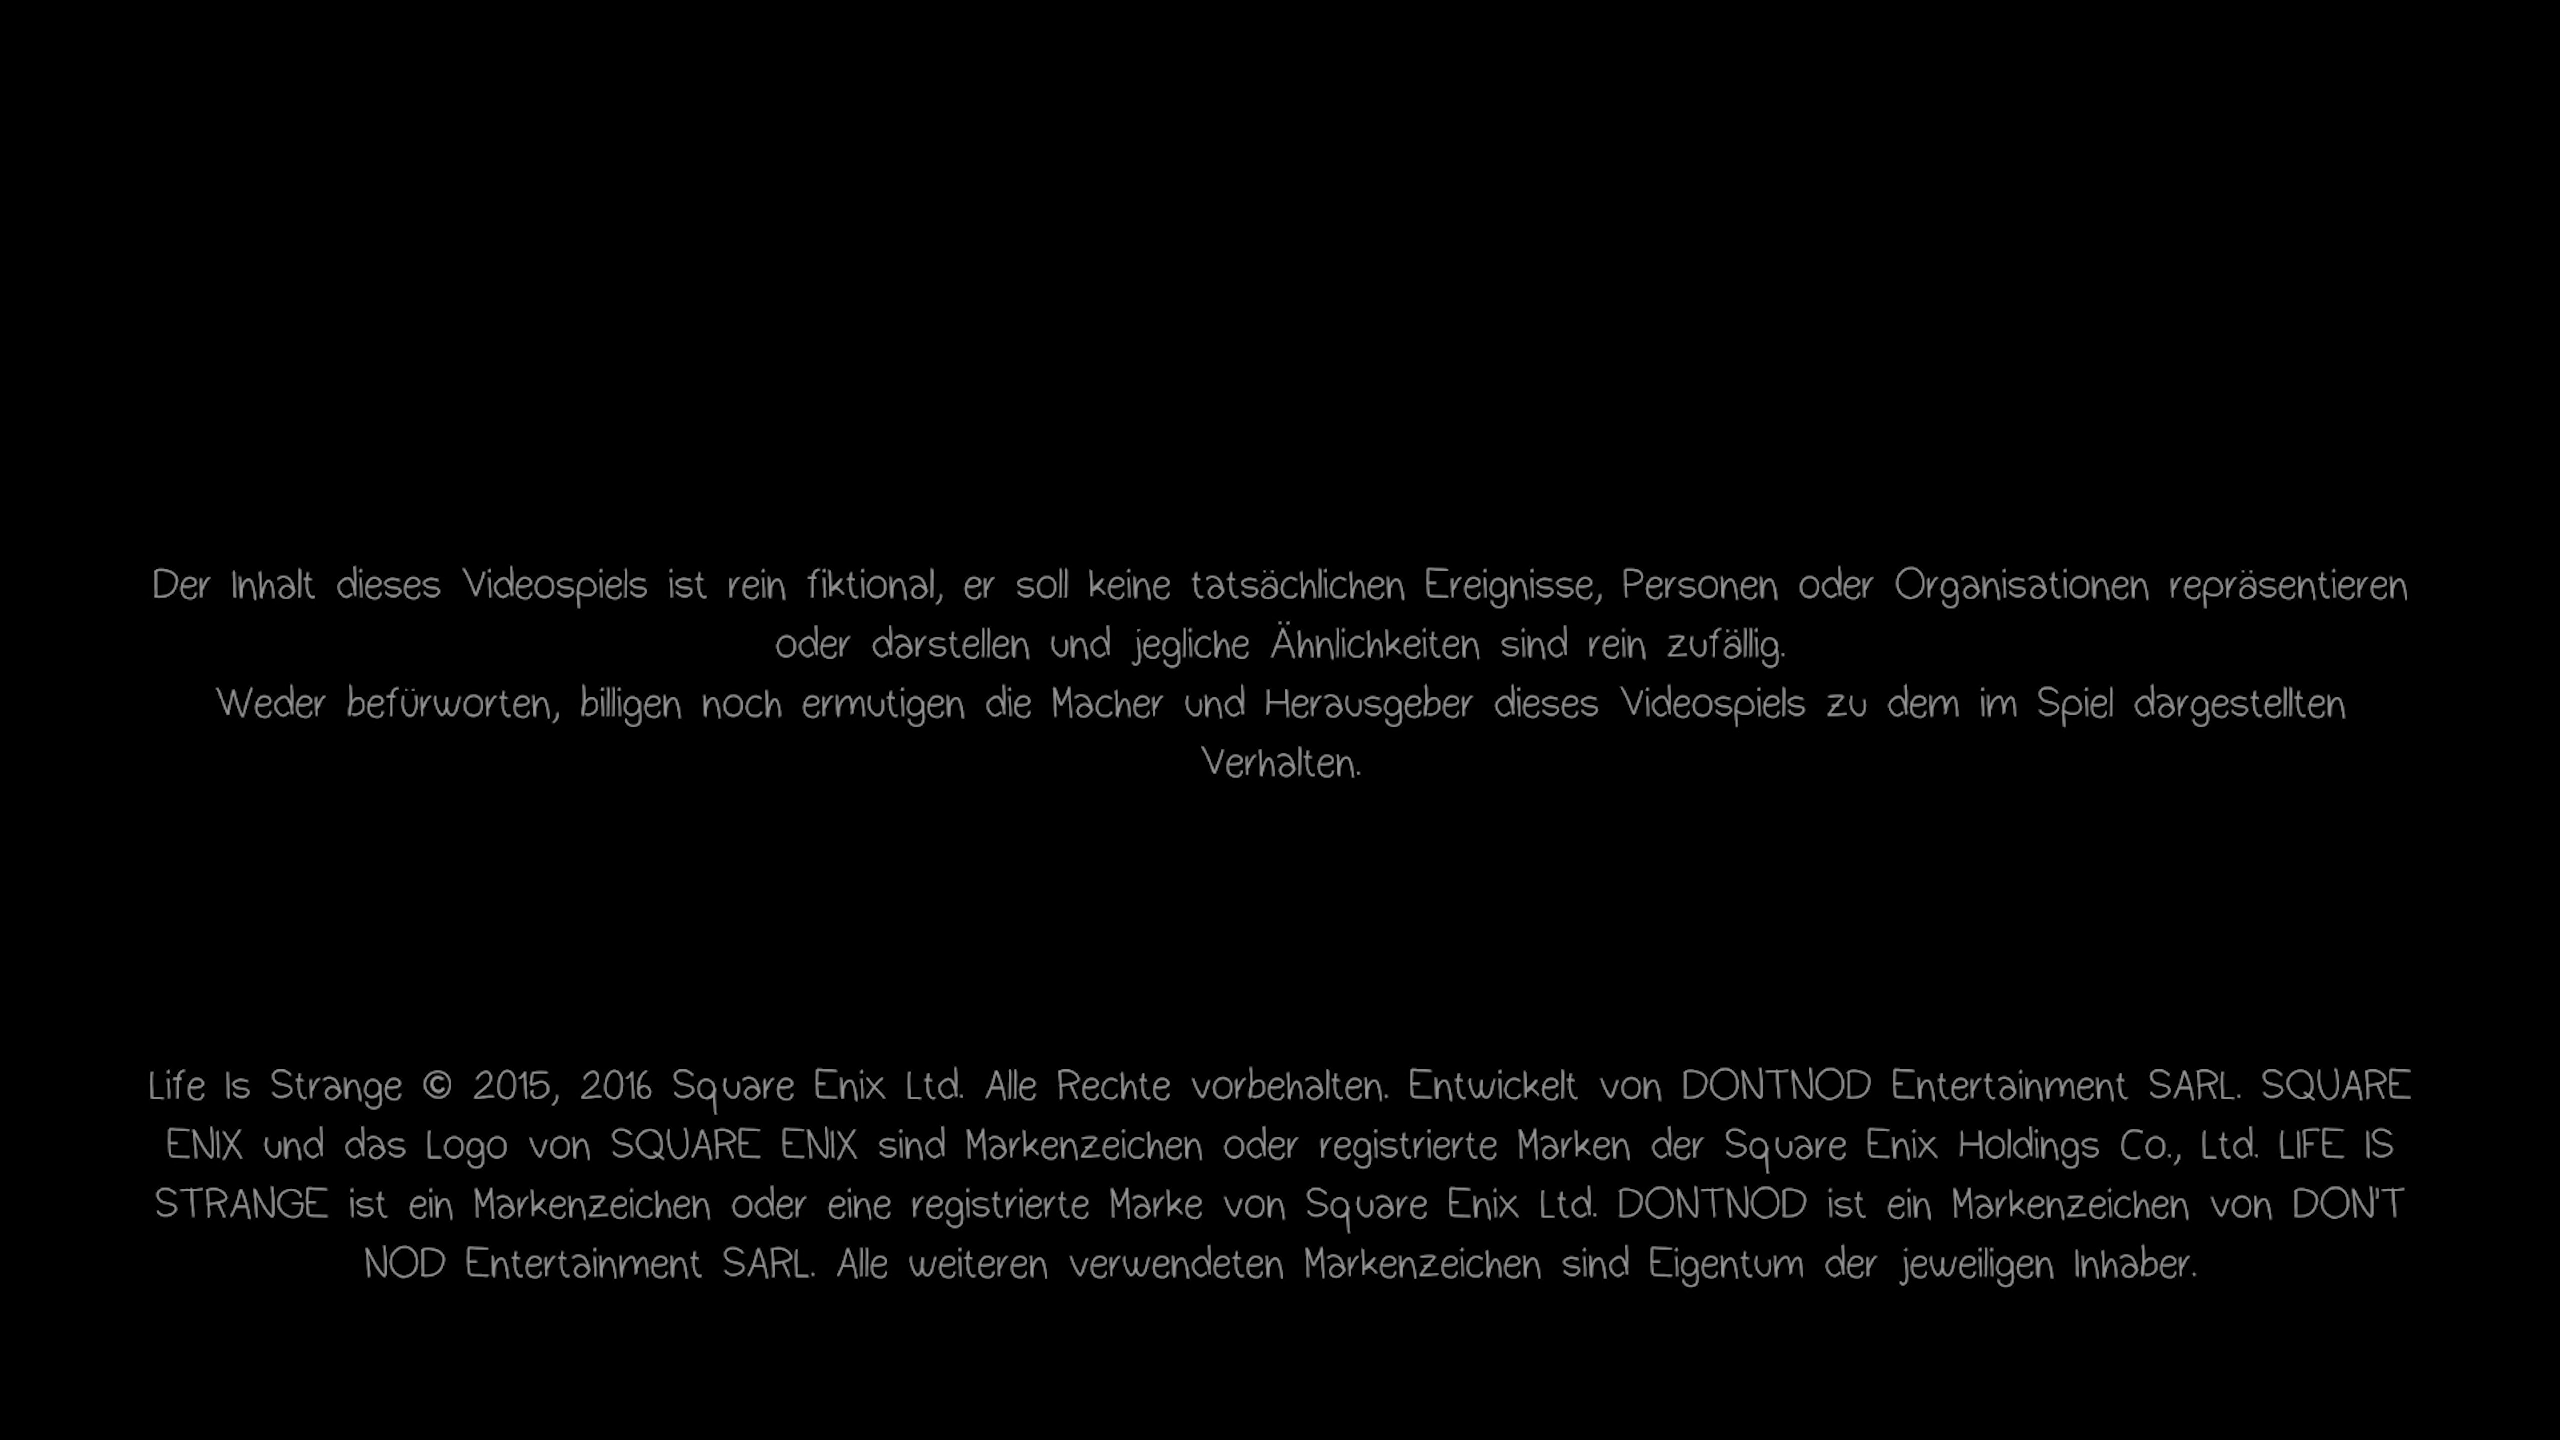 Der Inhalt dieses Videospiels ist rein fiktional, er soll keine tatsächlichen Ereignisse, Personen oder Organisationen repräsentieren
oder darstellen und jegliche Ähnlichkeiten sind rein zufällig.
Weder befürworten, billigen noch ermutigen die Macher und Herausgeber dieses Videospiels zu dem im Spiel dargestellten
Verhalten.
Life Is Strange © 2015, 2016 Square Enix Ltd. Alle Rechte vorbehalten. Entwickelt von DONTNOD Entertainment SARL. SQUARE
ENIX und das Logo von SQUARE ENIX sind Markenzeichen oder registrierte Marken der Square Enix Holdings Co., Ltd. LIFE IS
STRANGE ist ein Markenzeichen oder eine registrierte Marke von Square Enix Ltd. DONTNOD ist ein Markenzeichen von DON'T
NOD Entertainment SARL. Alle weiteren verwendeten Markenzeichen sind Eigentum der jeweiligen Inhaber.